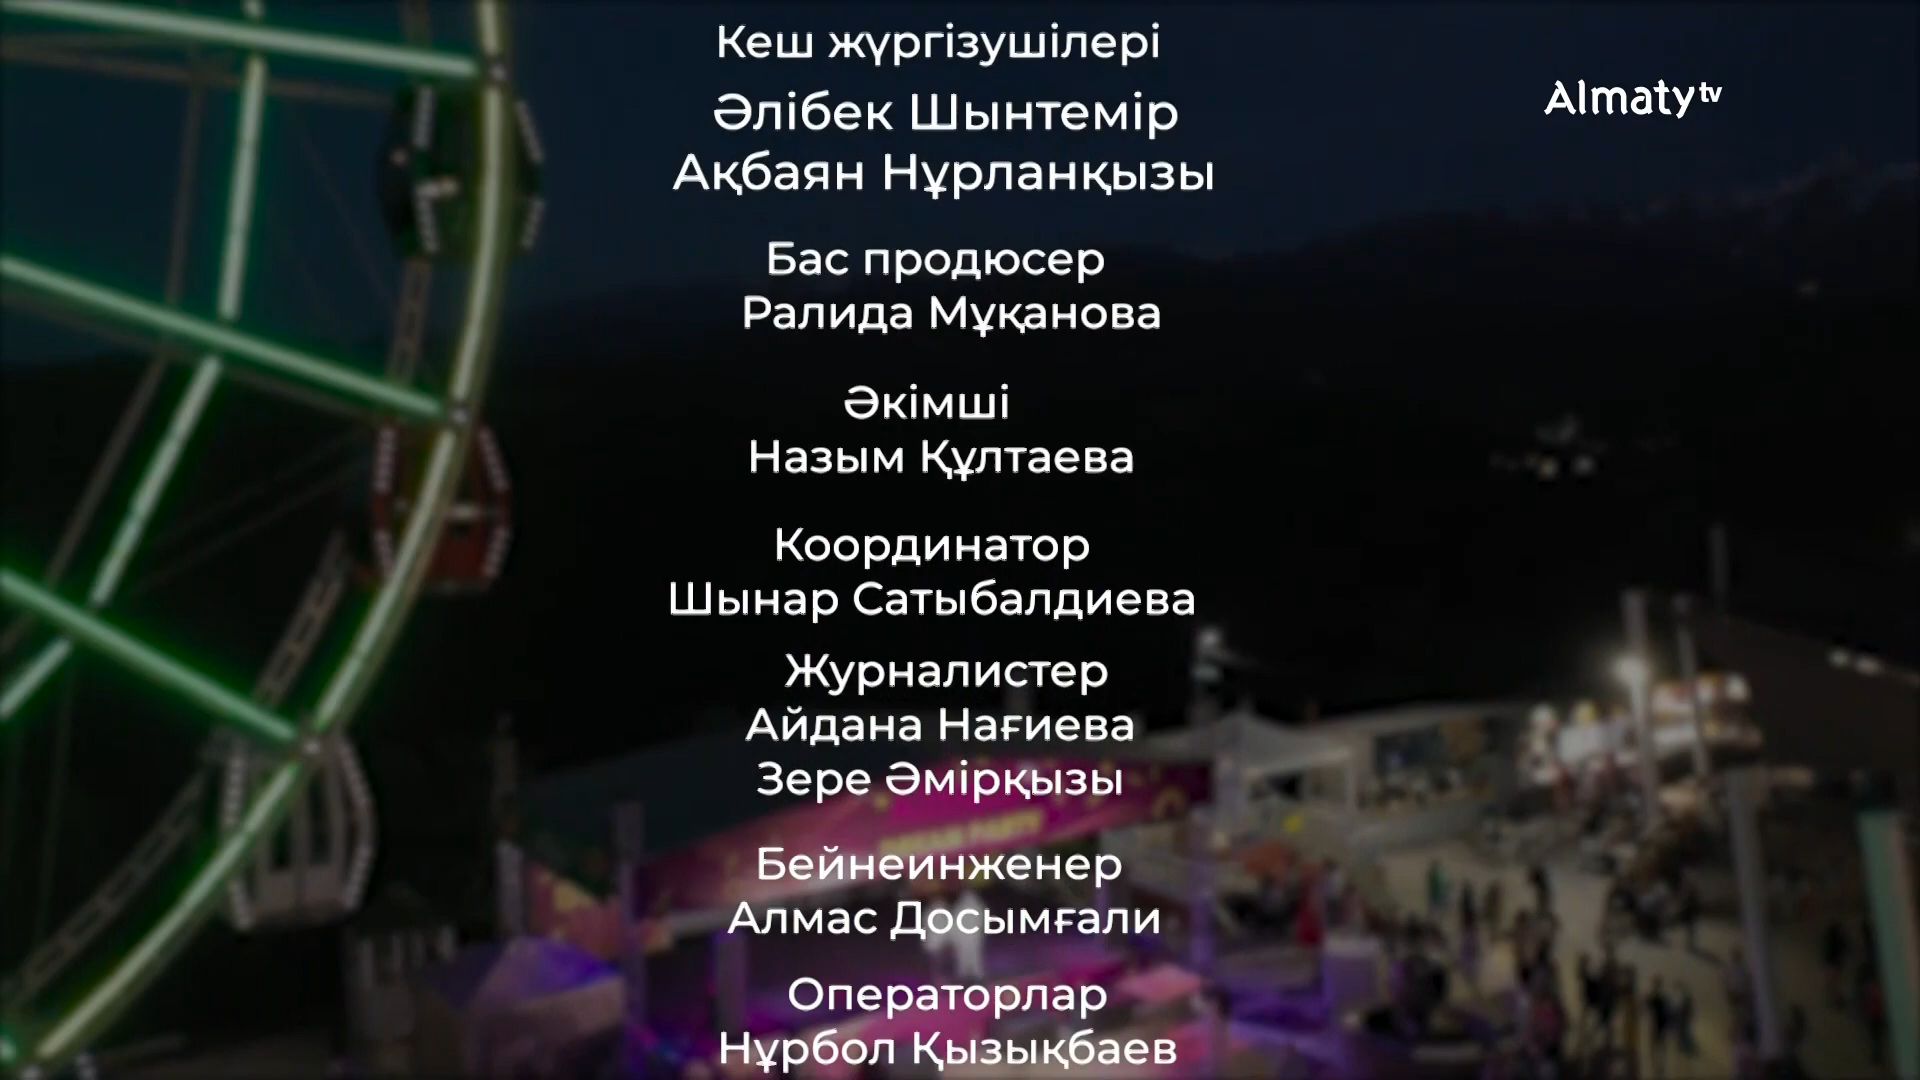 Кеш жүргізушілері
Almaty tv
Әлібек Шынтемір
Ақбаян Нұрланқызы
Бас продюсер
Ралида Мұқанова
Әкімші
Назым Құлтаева
Координатор
Шынар Сатыбалдиева
Журналистер
Айдана Нағиева
Зере Әмірқызы
Бейнеинженер
Алмас Досымғали
Операторлар
Нұрбол Қызықбаев